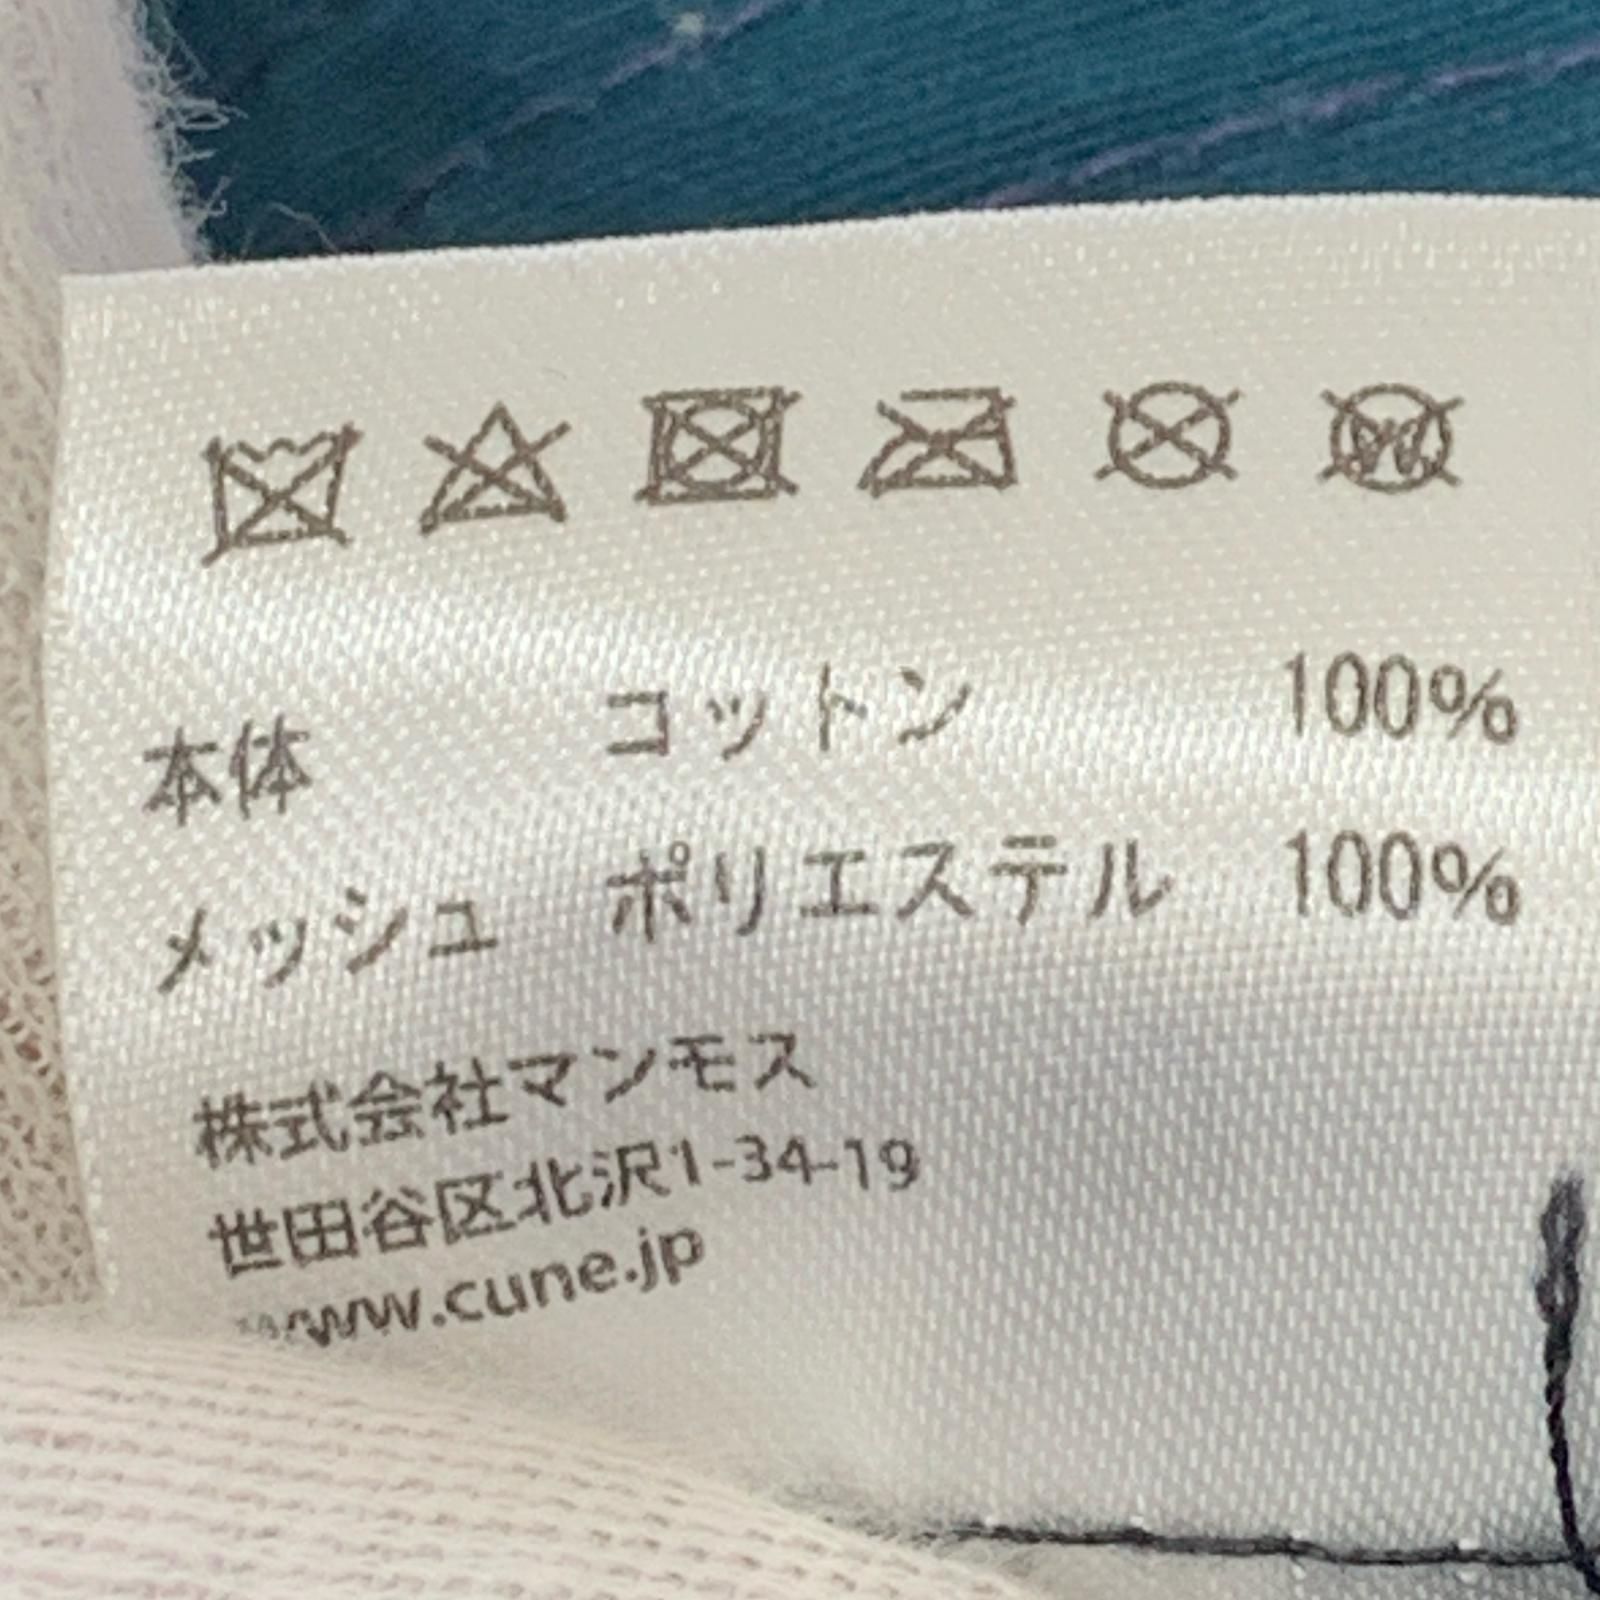 本体 コットン 100%
メッシュ ポリエステル 100%
株式会社マンモス
世田谷区北沢1-34-19
www.cune.jp